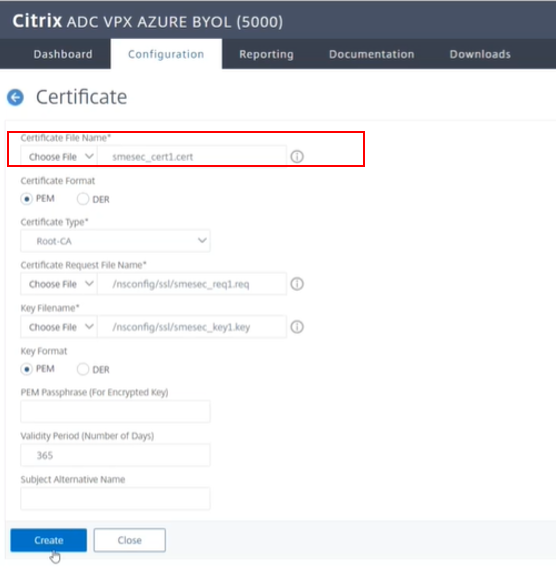 Citrix ADC VPX AZURE BYOL (5000)
Dashboard Configuration Reporting Documentation Downloads
Certificate
Certificate File Name*
Choose File smesec_cert1.cert
Certificate Format
PEM DER
Certificate Type*
Root-CA
Certificate Request File Name*
Choose File /nsconfig/ssl/smesec_req1.req
Key Filename*
Choose File /nsconfig/ssl/smesec_key1.key
Key Format
PEM DER
PEM Passphrase (For Encrypted Key)
Validity Period (Number of Days)
365
Subject Alternative Name
Create Close